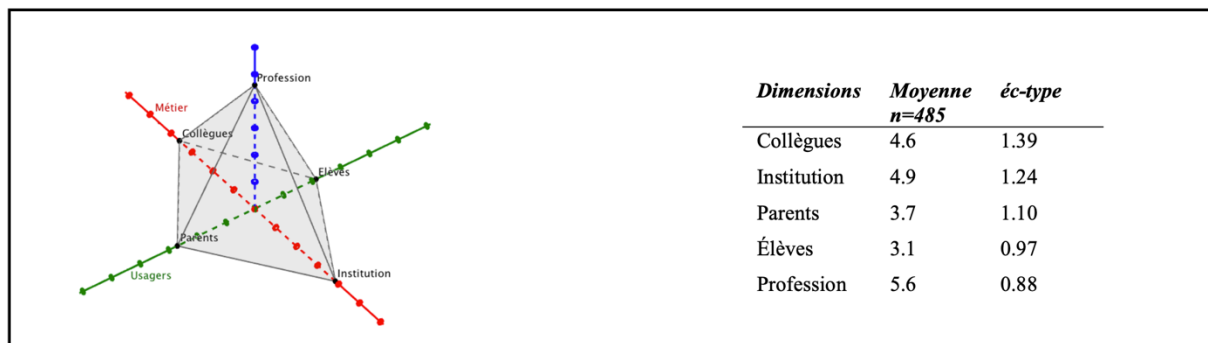 Profession
Métier
Collègues
Elèves
Parents
Usagers
Institution
Dimensions Moyenne éc-type
n=485
Collègues 4.6 1.39
Institution 4.9 1.24
Parents 3.7 1.10
Élèves 3.1 0.97
Profession 5.6 0.88